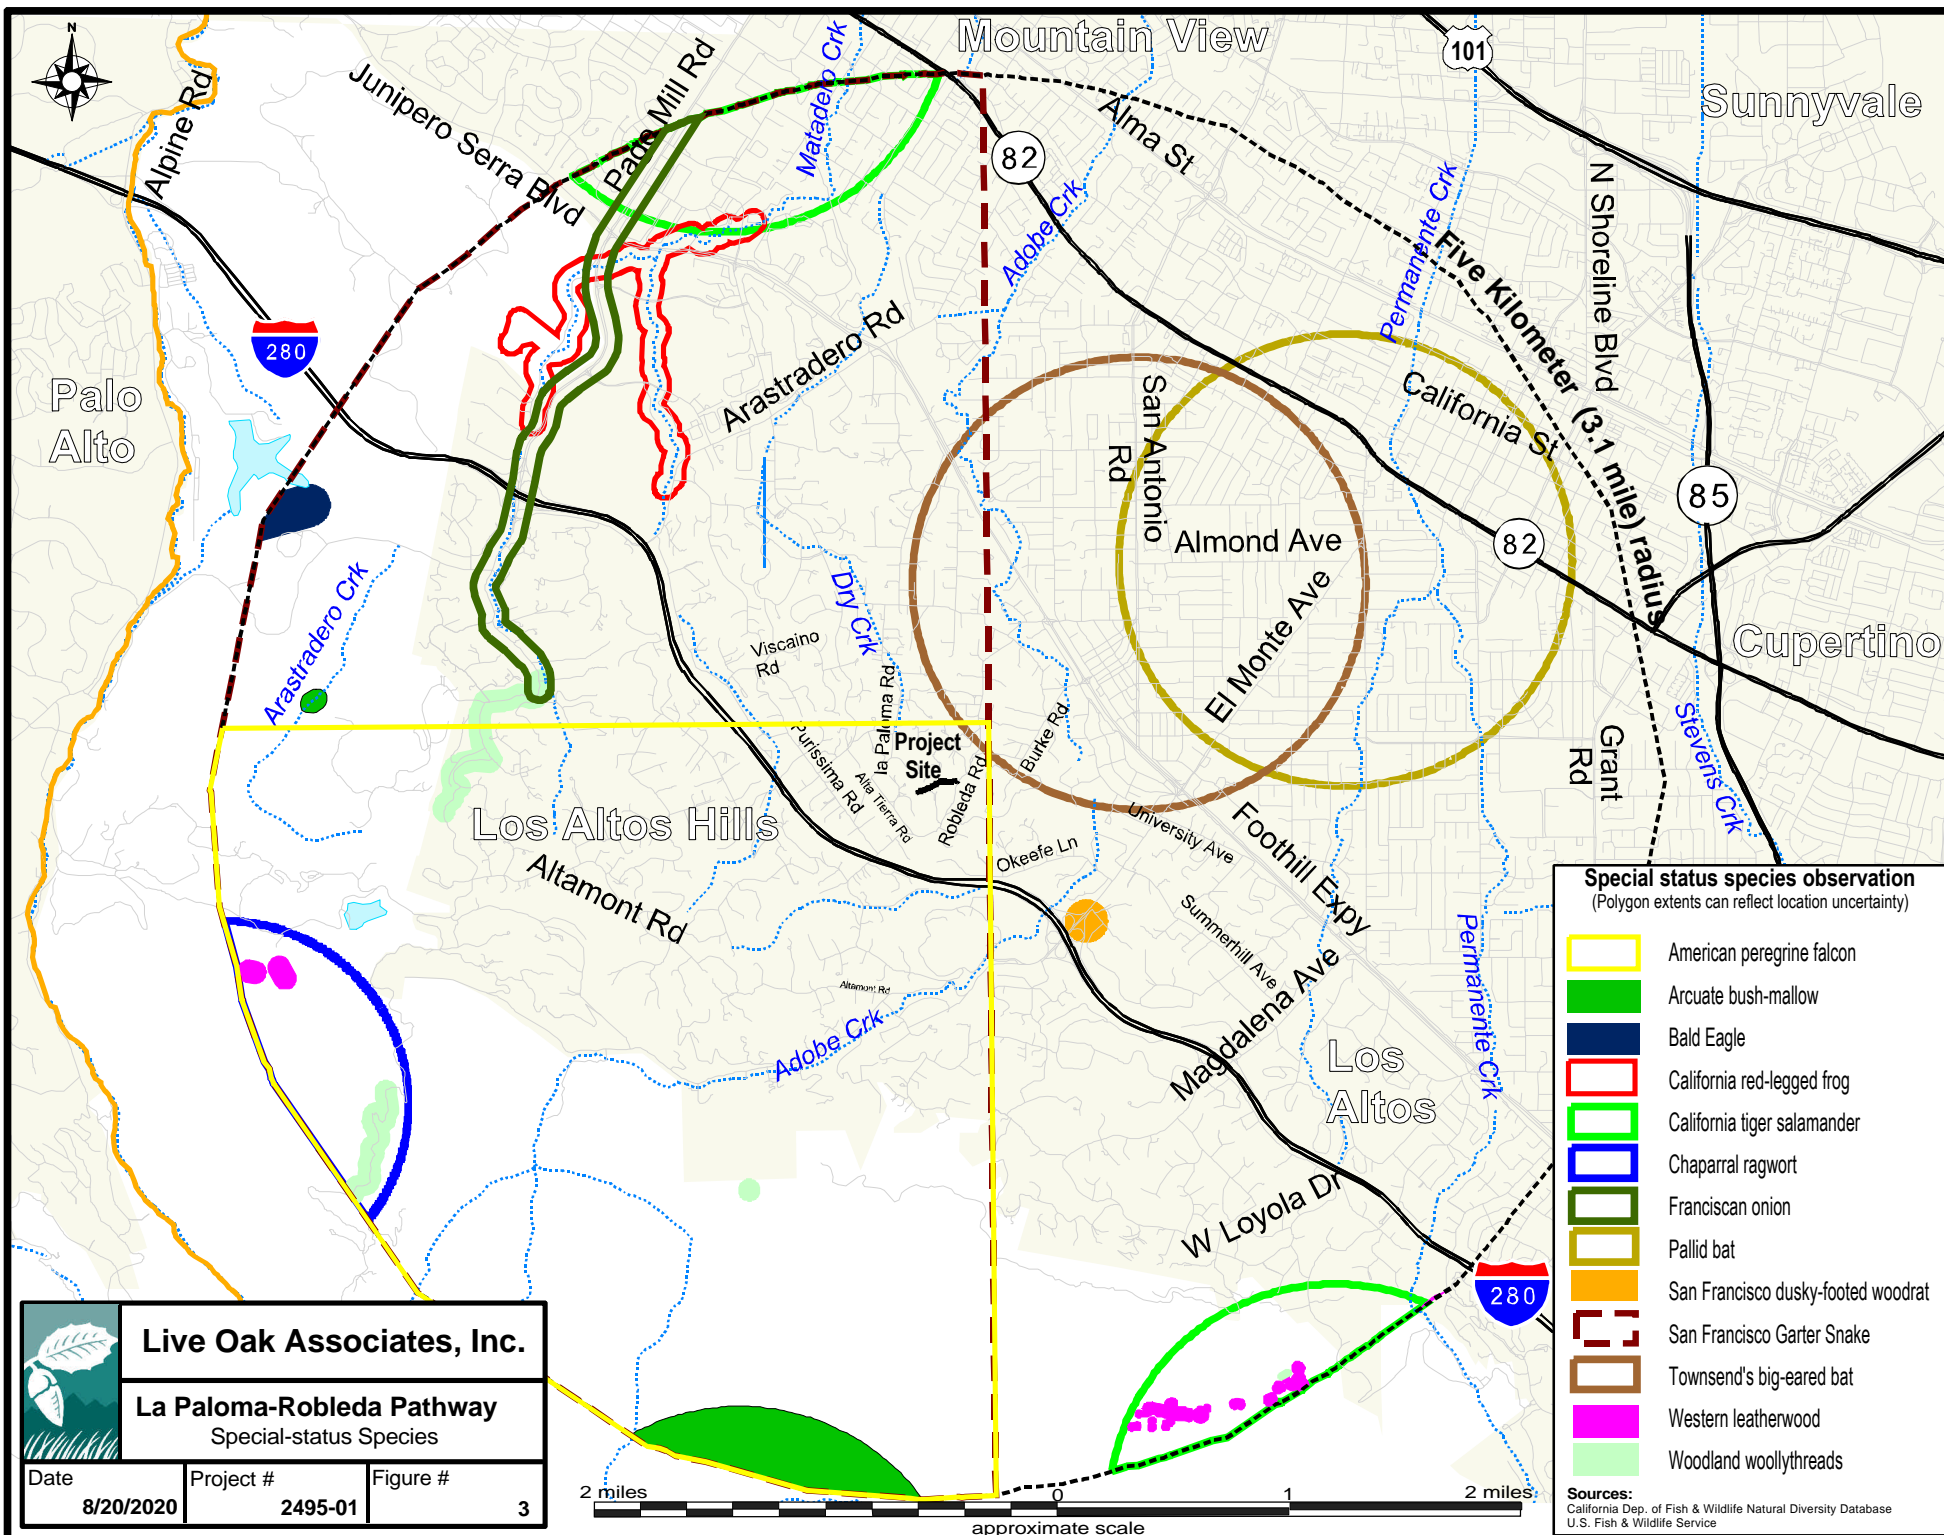 N
Mountain View
101
Sunnyvale
Alpine Rd
Junipero Serra Blvd
Page Mill Rd
Matadero Crk
82
Alma St
Adobe Crk
Permanente Crk
N Shoreline Blvd
Five Kilometer (3.1 mile) radius
280
Palo
Alto
Arastradero Rd
San Antonio
Rd
California St
85
Almond Ave
82
El Monte Ave
Arastradero Crk
Dry Crk
Viscaino
Rd
la Paloma Rd
Purissima Rd
Alta Tierra Rd
Project
Site
Robleda Rd
Burke Rd
Cupertino
Stevens Crk
Grant
Rd
Los Altos Hills
Altamont Rd
Okeefe Ln
University Ave
Foothill Expy
Summerhill Ave
Magdalena Ave
Permanente Crk
Altamont Rd
Adobe Crk
Los
Altos
W Loyola Dr
280
Special status species observation
(Polygon extents can reflect location uncertainty)
American peregrine falcon
Arcuate bush-mallow
Bald Eagle
California red-legged frog
California tiger salamander
Chaparral ragwort
Franciscan onion
Pallid bat
San Francisco dusky-footed woodrat
San Francisco Garter Snake
Townsend's big-eared bat
Western leatherwood
Woodland woollythreads
Sources:
California Dep. of Fish & Wildlife Natural Diversity Database
U.S. Fish & Wildlife Service
Live Oak Associates, Inc.
La Paloma-Robleda Pathway
Special-status Species
Date
8/20/2020
Project #
2495-01
Figure #
3
2 miles
0
1
2 miles
approximate scale